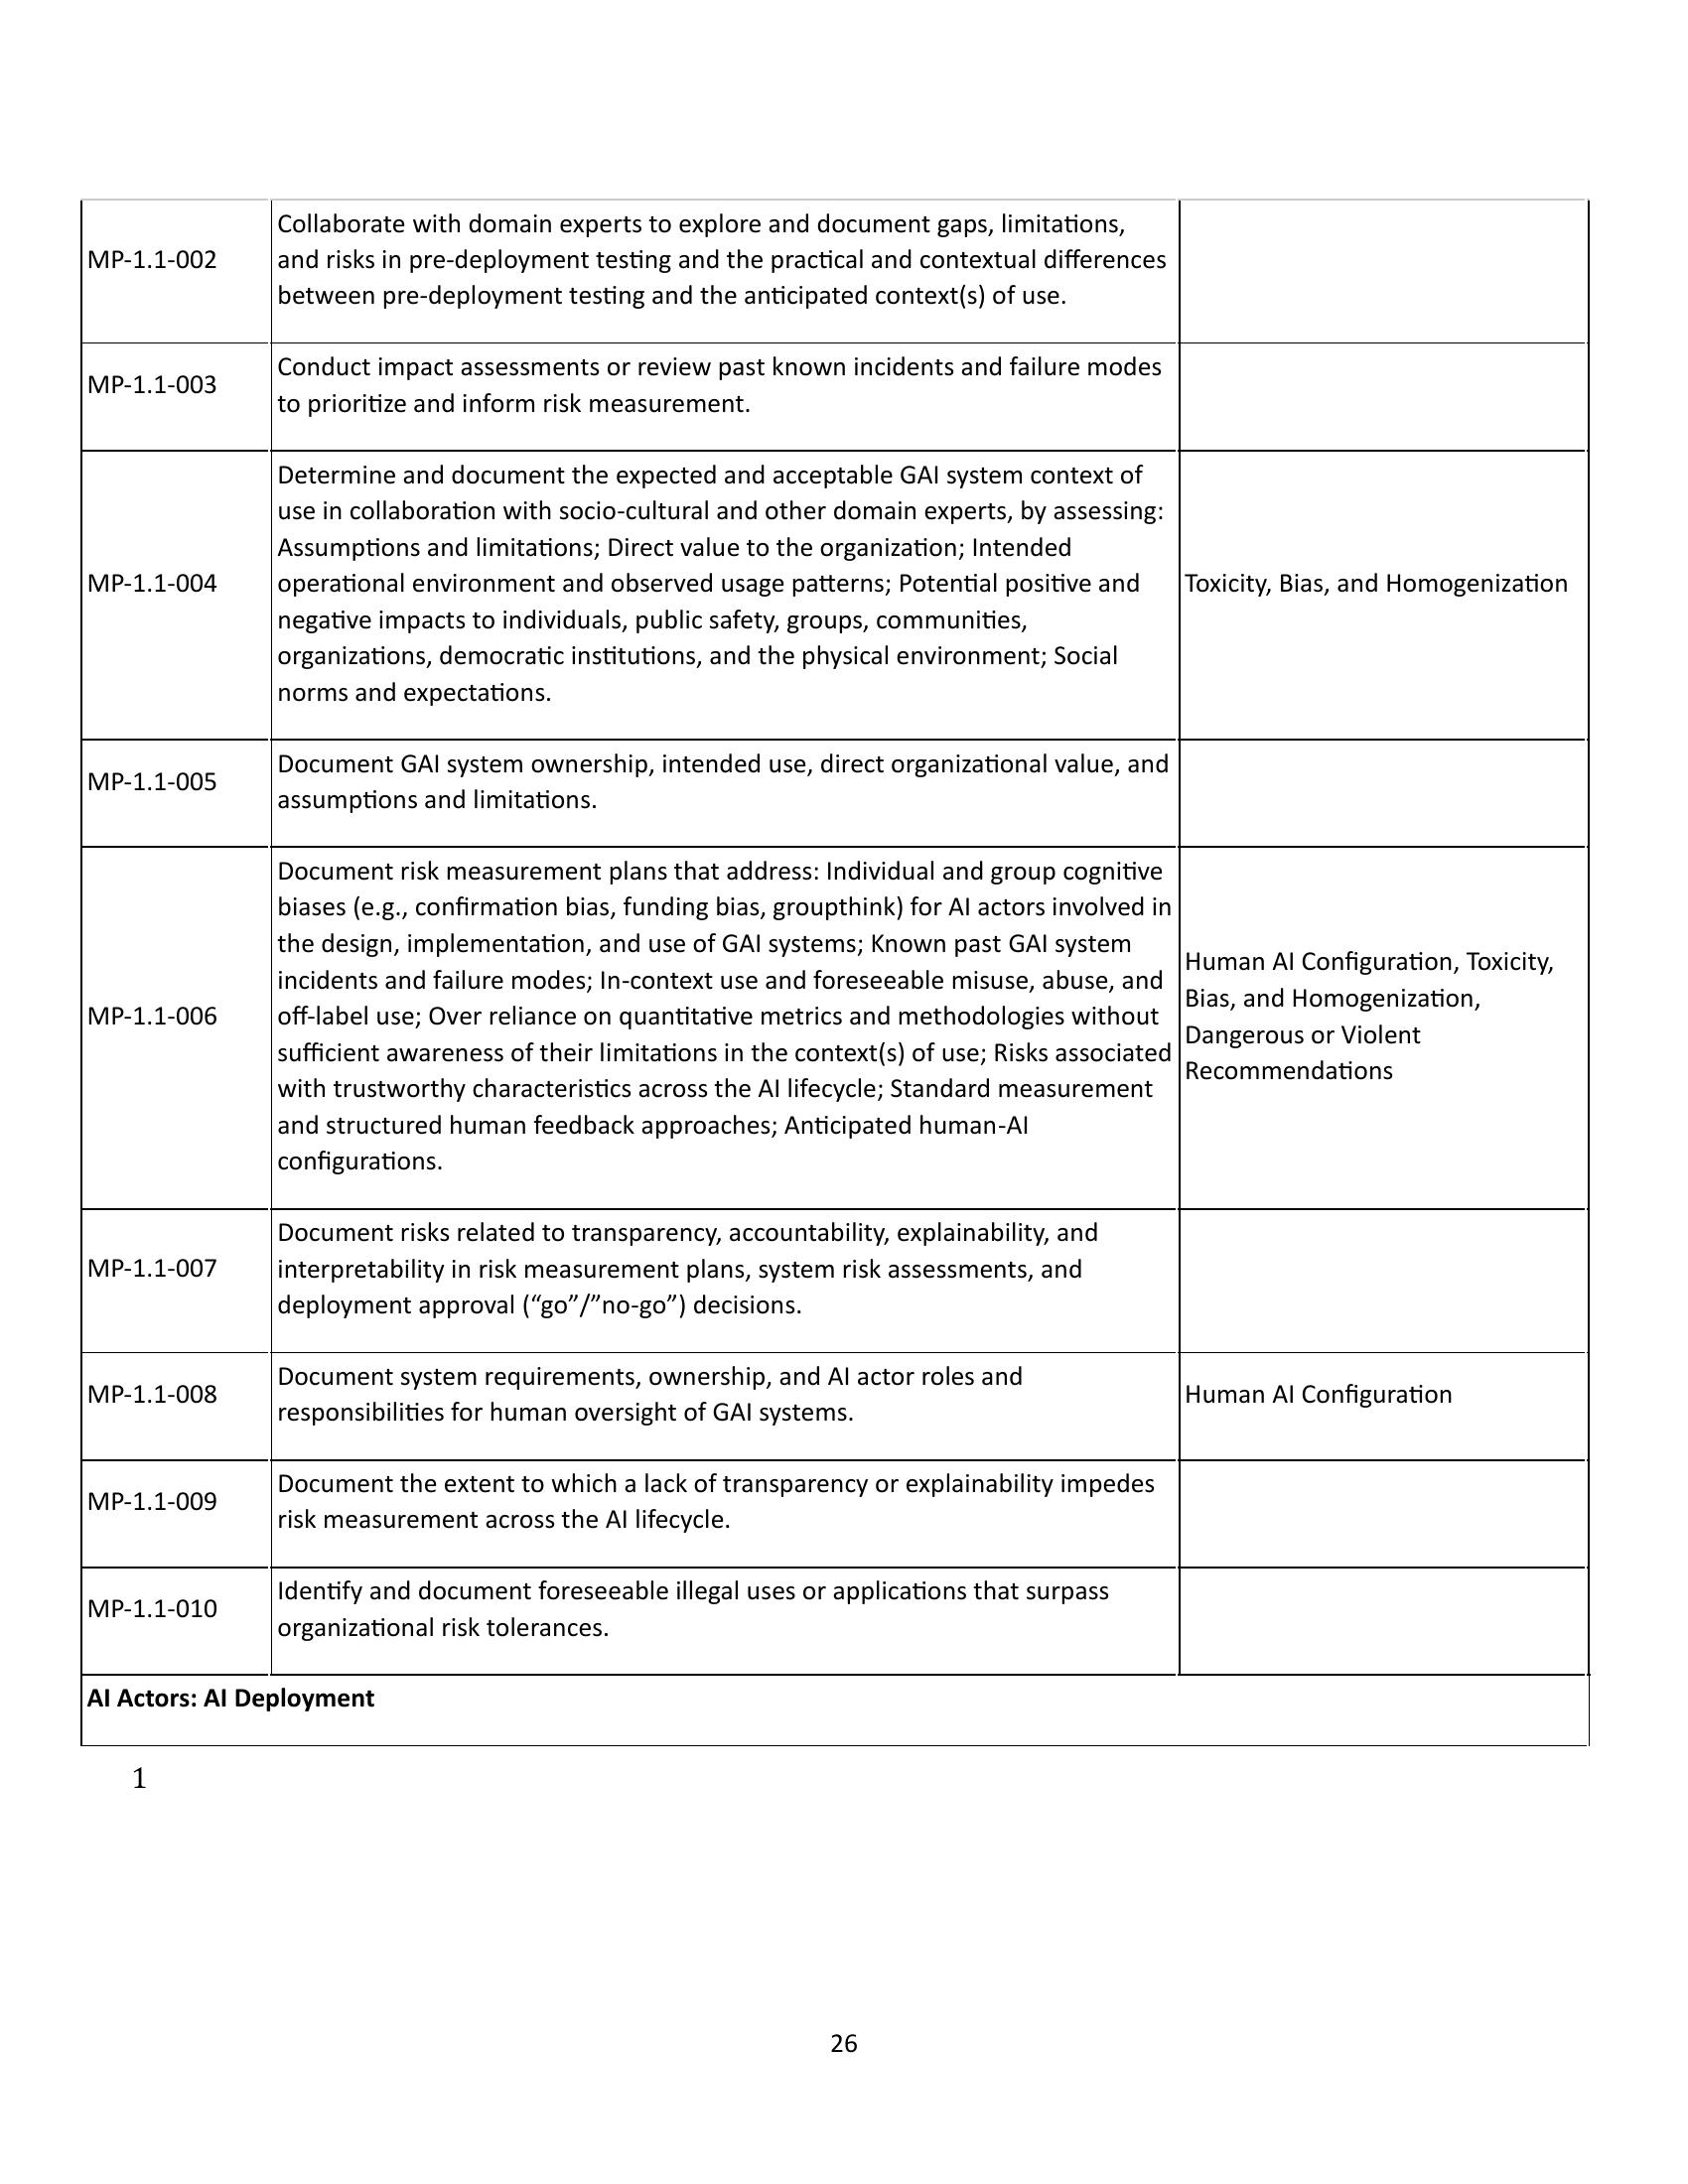 MP-1.1-002
Collaborate with domain experts to explore and document gaps, limitations,
and risks in pre-deployment testing and the practical and contextual differences
between pre-deployment testing and the anticipated context(s) of use.
MP-1.1-003
Conduct impact assessments or review past known incidents and failure modes
to prioritize and inform risk measurement.
MP-1.1-004
Determine and document the expected and acceptable GAI system context of
use in collaboration with socio-cultural and other domain experts, by assessing:
Assumptions and limitations; Direct value to the organization; Intended
operational environment and observed usage patterns; Potential positive and
negative impacts to individuals, public safety, groups, communities,
organizations, democratic institutions, and the physical environment; Social
norms and expectations.
Toxicity, Bias, and Homogenization
MP-1.1-005
Document GAI system ownership, intended use, direct organizational value, and
assumptions and limitations.
MP-1.1-006
Document risk measurement plans that address: Individual and group cognitive
biases (e.g., confirmation bias, funding bias, groupthink) for AI actors involved in
the design, implementation, and use of GAI systems; Known past GAI system
incidents and failure modes; In-context use and foreseeable misuse, abuse, and
off-label use; Over reliance on quantitative metrics and methodologies without
sufficient awareness of their limitations in the context(s) of use; Risks associated
with trustworthy characteristics across the AI lifecycle; Standard measurement
and structured human feedback approaches; Anticipated human-AI
configurations.
Human AI Configuration, Toxicity,
Bias, and Homogenization,
Dangerous or Violent
Recommendations
MP-1.1-007
Document risks related to transparency, accountability, explainability, and
interpretability in risk measurement plans, system risk assessments, and
deployment approval (“go”/”no-go”) decisions.
MP-1.1-008
Document system requirements, ownership, and AI actor roles and
responsibilities for human oversight of GAI systems.
Human AI Configuration
MP-1.1-009
Document the extent to which a lack of transparency or explainability impedes
risk measurement across the AI lifecycle.
MP-1.1-010
Identify and document foreseeable illegal uses or applications that surpass
organizational risk tolerances.
AI Actors: AI Deployment
1
26